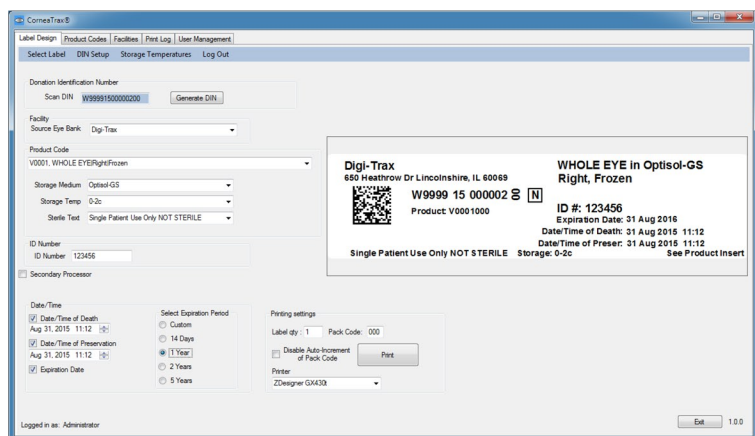 CorneaTrax®
Label Design Product Codes Facilities Print Log User Management
Select Label DIN Setup Storage Temperatures Log Out
Donation Identification Number
Scan DIN W99991500000200 Generate DIN
Facility
Source Eye Bank Digi-Trax
Product Code
V0001, WHOLE EYE|Right|Frozen
Storage Medium Optisol-GS
Storage Temp 0-2c
Sterile Text Single Patient Use Only NOT STERILE
ID Number
ID Number 123456
Secondary Processor
Digi-Trax
650 Heathrow Dr Lincolnshire, IL 60069
W9999 15 000002 00 N
Product: V0001000
WHOLE EYE in Optisol-GS
Right, Frozen
ID #: 123456
Expiration Date: 31 Aug 2016
Date/Time of Death: 31 Aug 2015 11:12
Date/Time of Preser: 31 Aug 2015 11:12
Single Patient Use Only NOT STERILE Storage: 0-2c See Product Insert
Date/Time
Date/Time of Death
Aug 31, 2015 11:12
Date/Time of Preservation
Aug 31, 2015 11:12
Expiration Date
Select Expiration Period
Custom
14 Days
1 Year
2 Years
5 Years
Printing settings
Label qty : 1 Pack Code: 000
Disable Auto-Increment
of Pack Code
Print
Printer
ZDesigner GX430t
Logged in as: Administrator
Exit 1.0.0